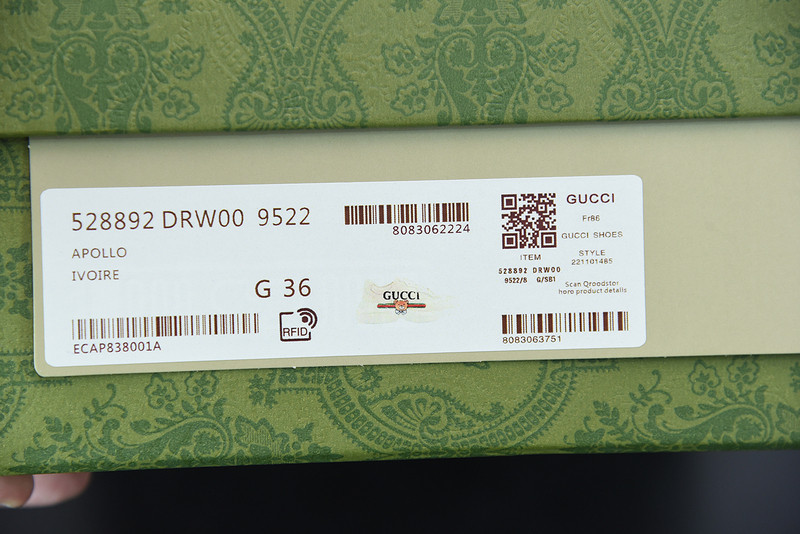 528892 DRW00 9522
APOLLO
IVOIRE
G 36
ECAP838001A
RFID
8083062224
GUCCI
GUCCI
Fr86
GUCCI SHOES
ITEM
STYLE
221101485
528892 DRW00
9522/8 G/SB1
Scan Qroodstor
horo product details
8083063751